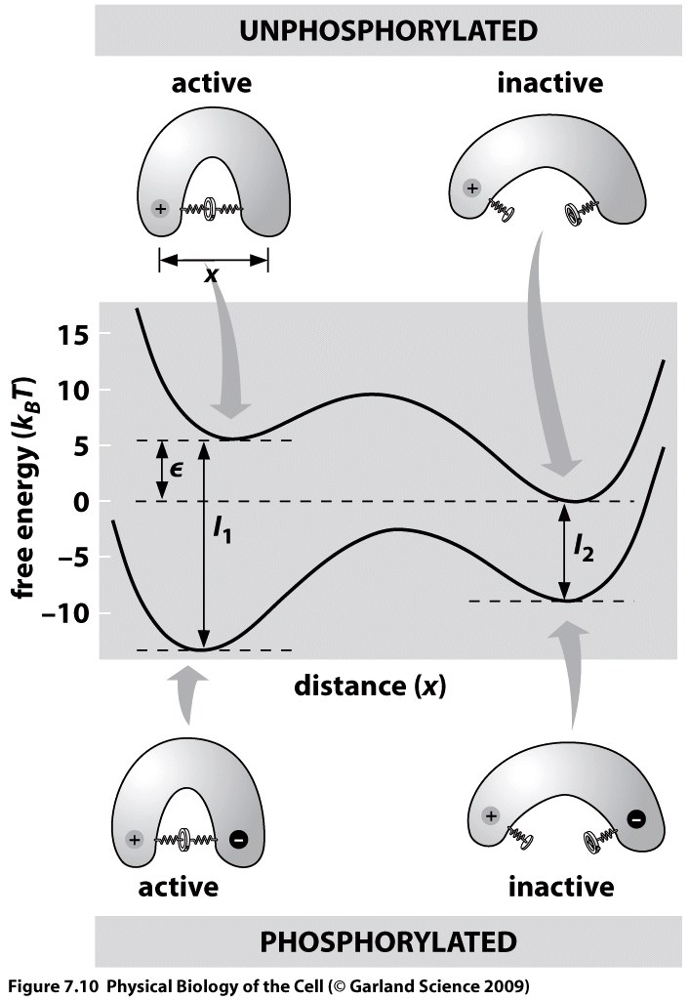 UNPHOSPHORYLATED
active inactive
+ +
x
free energy (kBT)
15
10
5
0
−5
−10
ϵ
I1
I2
distance (x)
+ − + −
active inactive
PHOSPHORYLATED
Figure 7.10 Physical Biology of the Cell (© Garland Science 2009)